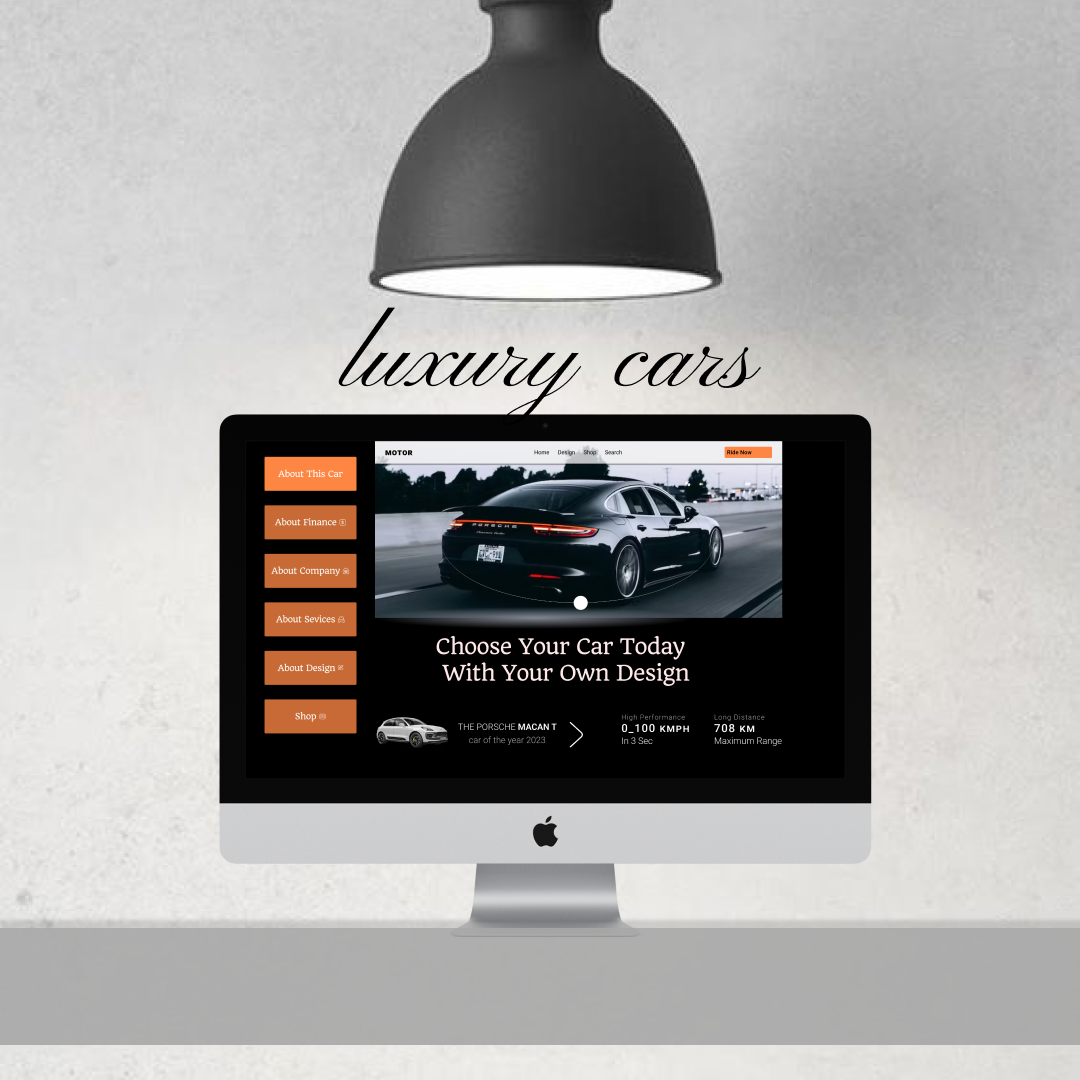 luxury cars
MOTOR
Home Design Shop Search
Ride Now
About This Car
About Finance
About Company
About Sevices
About Design
Shop
PORSCHE
Choose Your Car Today
With Your Own Design
THE PORSCHE MACAN T
car of the year 2023
High Performance
0_100 KMPH
In 3 Sec
Long Distance
708 KM
Maximum Range